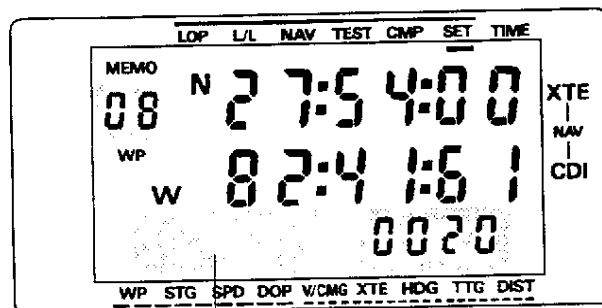 LOP L/L NAV TEST CMP SET TIME
MEMO
08
N 27:54:00
WP
W 82:41:61
0020
XTE
NAV
CDI
WP STG SPD DOP V/CMG XTE HDG TTG DIST